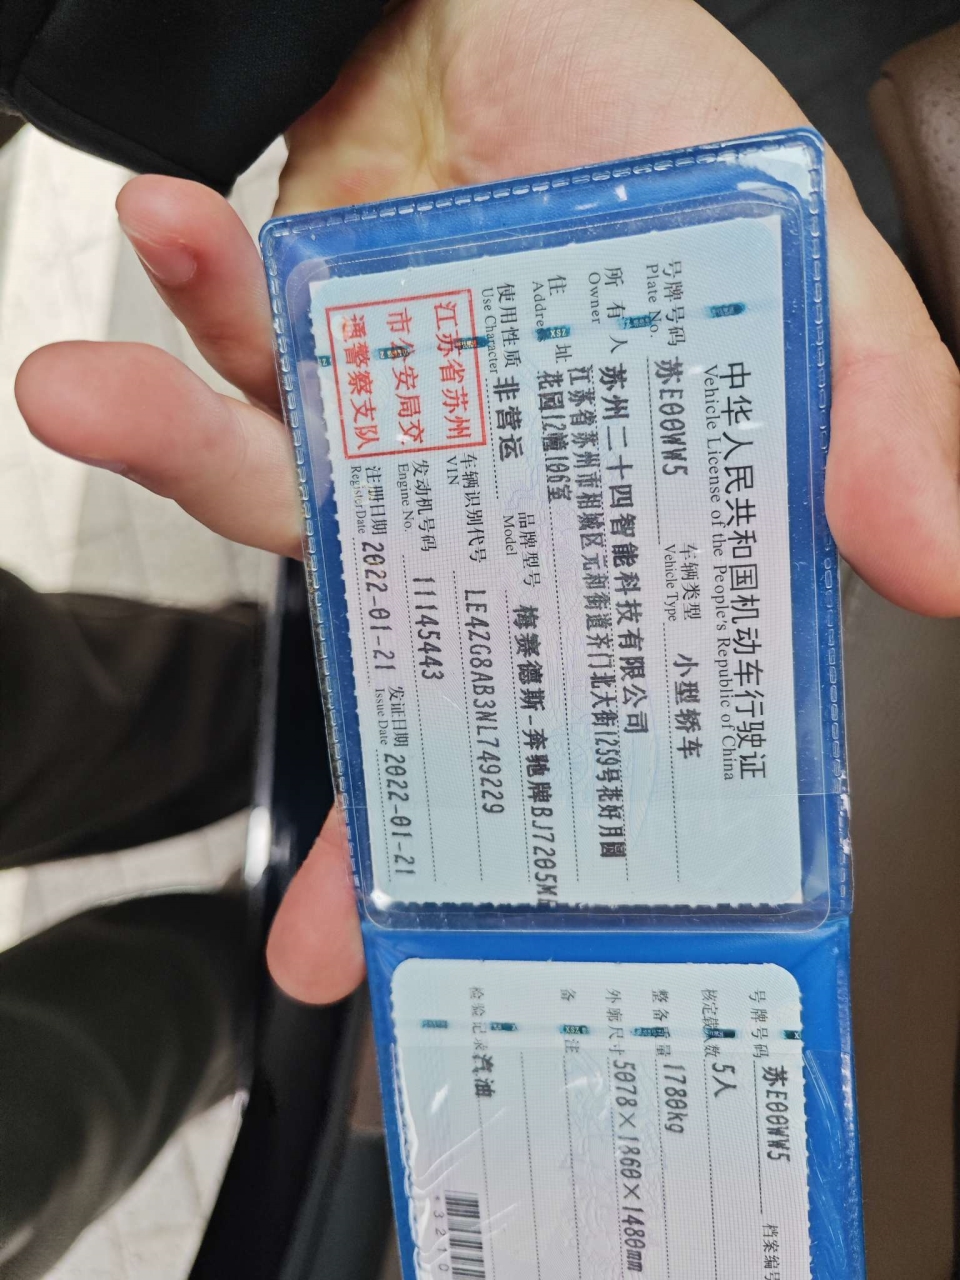 中华人民共和国机动车行驶证
Vehicle License of the People's Republic of China
号牌号码 苏E00WW5 车辆类型 小型轿车
Plate No. Vehicle Type
所有人 苏州二十四智能科技有限公司
Owner
住址 江苏省苏州市相城区元和街道齐门北大街1259号花好月圆
Address 花园12幢106室
使用性质 非营运 品牌型号 梅赛德斯-奔驰牌BJ7205M
Use Character Model
江苏省苏州
市公安局交
通警察支队
车辆识别代号 LE4ZG8AB3NL749229
VIN
发动机号码 11145443
Engine No.
注册日期 2022-01-21 发证日期 2022-01-21
Register Date Issue Date
号牌号码 苏E00WW5 档案编号
核定载人数 5人
整备质量 1780kg
外廓尺寸 5078×1860×1480mm
备注
检验记录 汽油
*3210